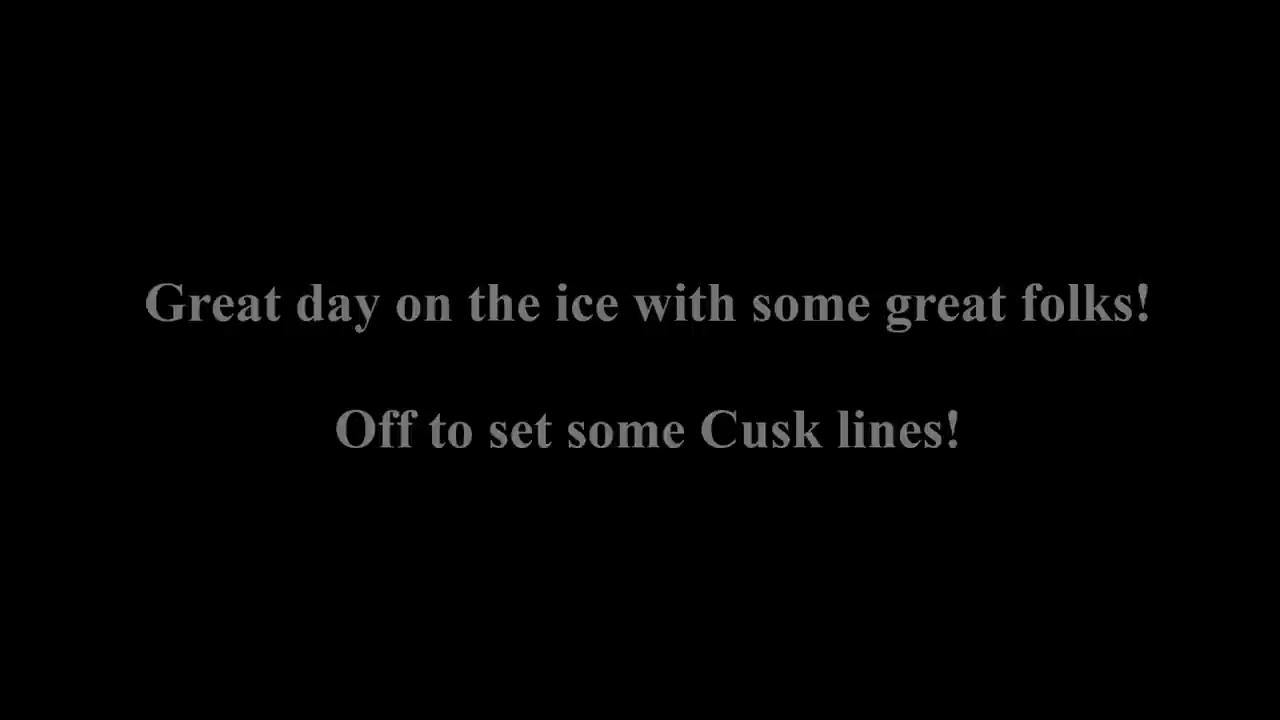 Great day on the ice with some great folks!
Off to set some Cusk lines!